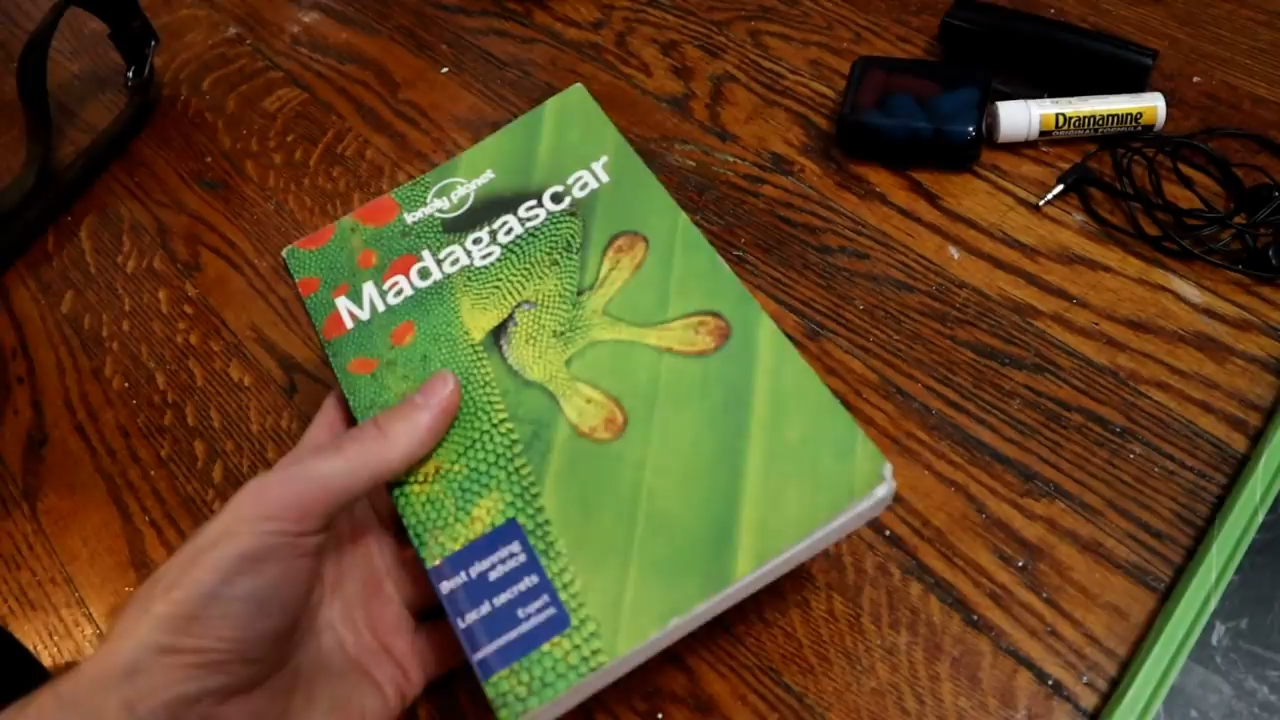 lonely planet
Madagascar
Best planning
advice
Local secrets
Expert
recommendations
Dramamine
ORIGINAL FORMULA